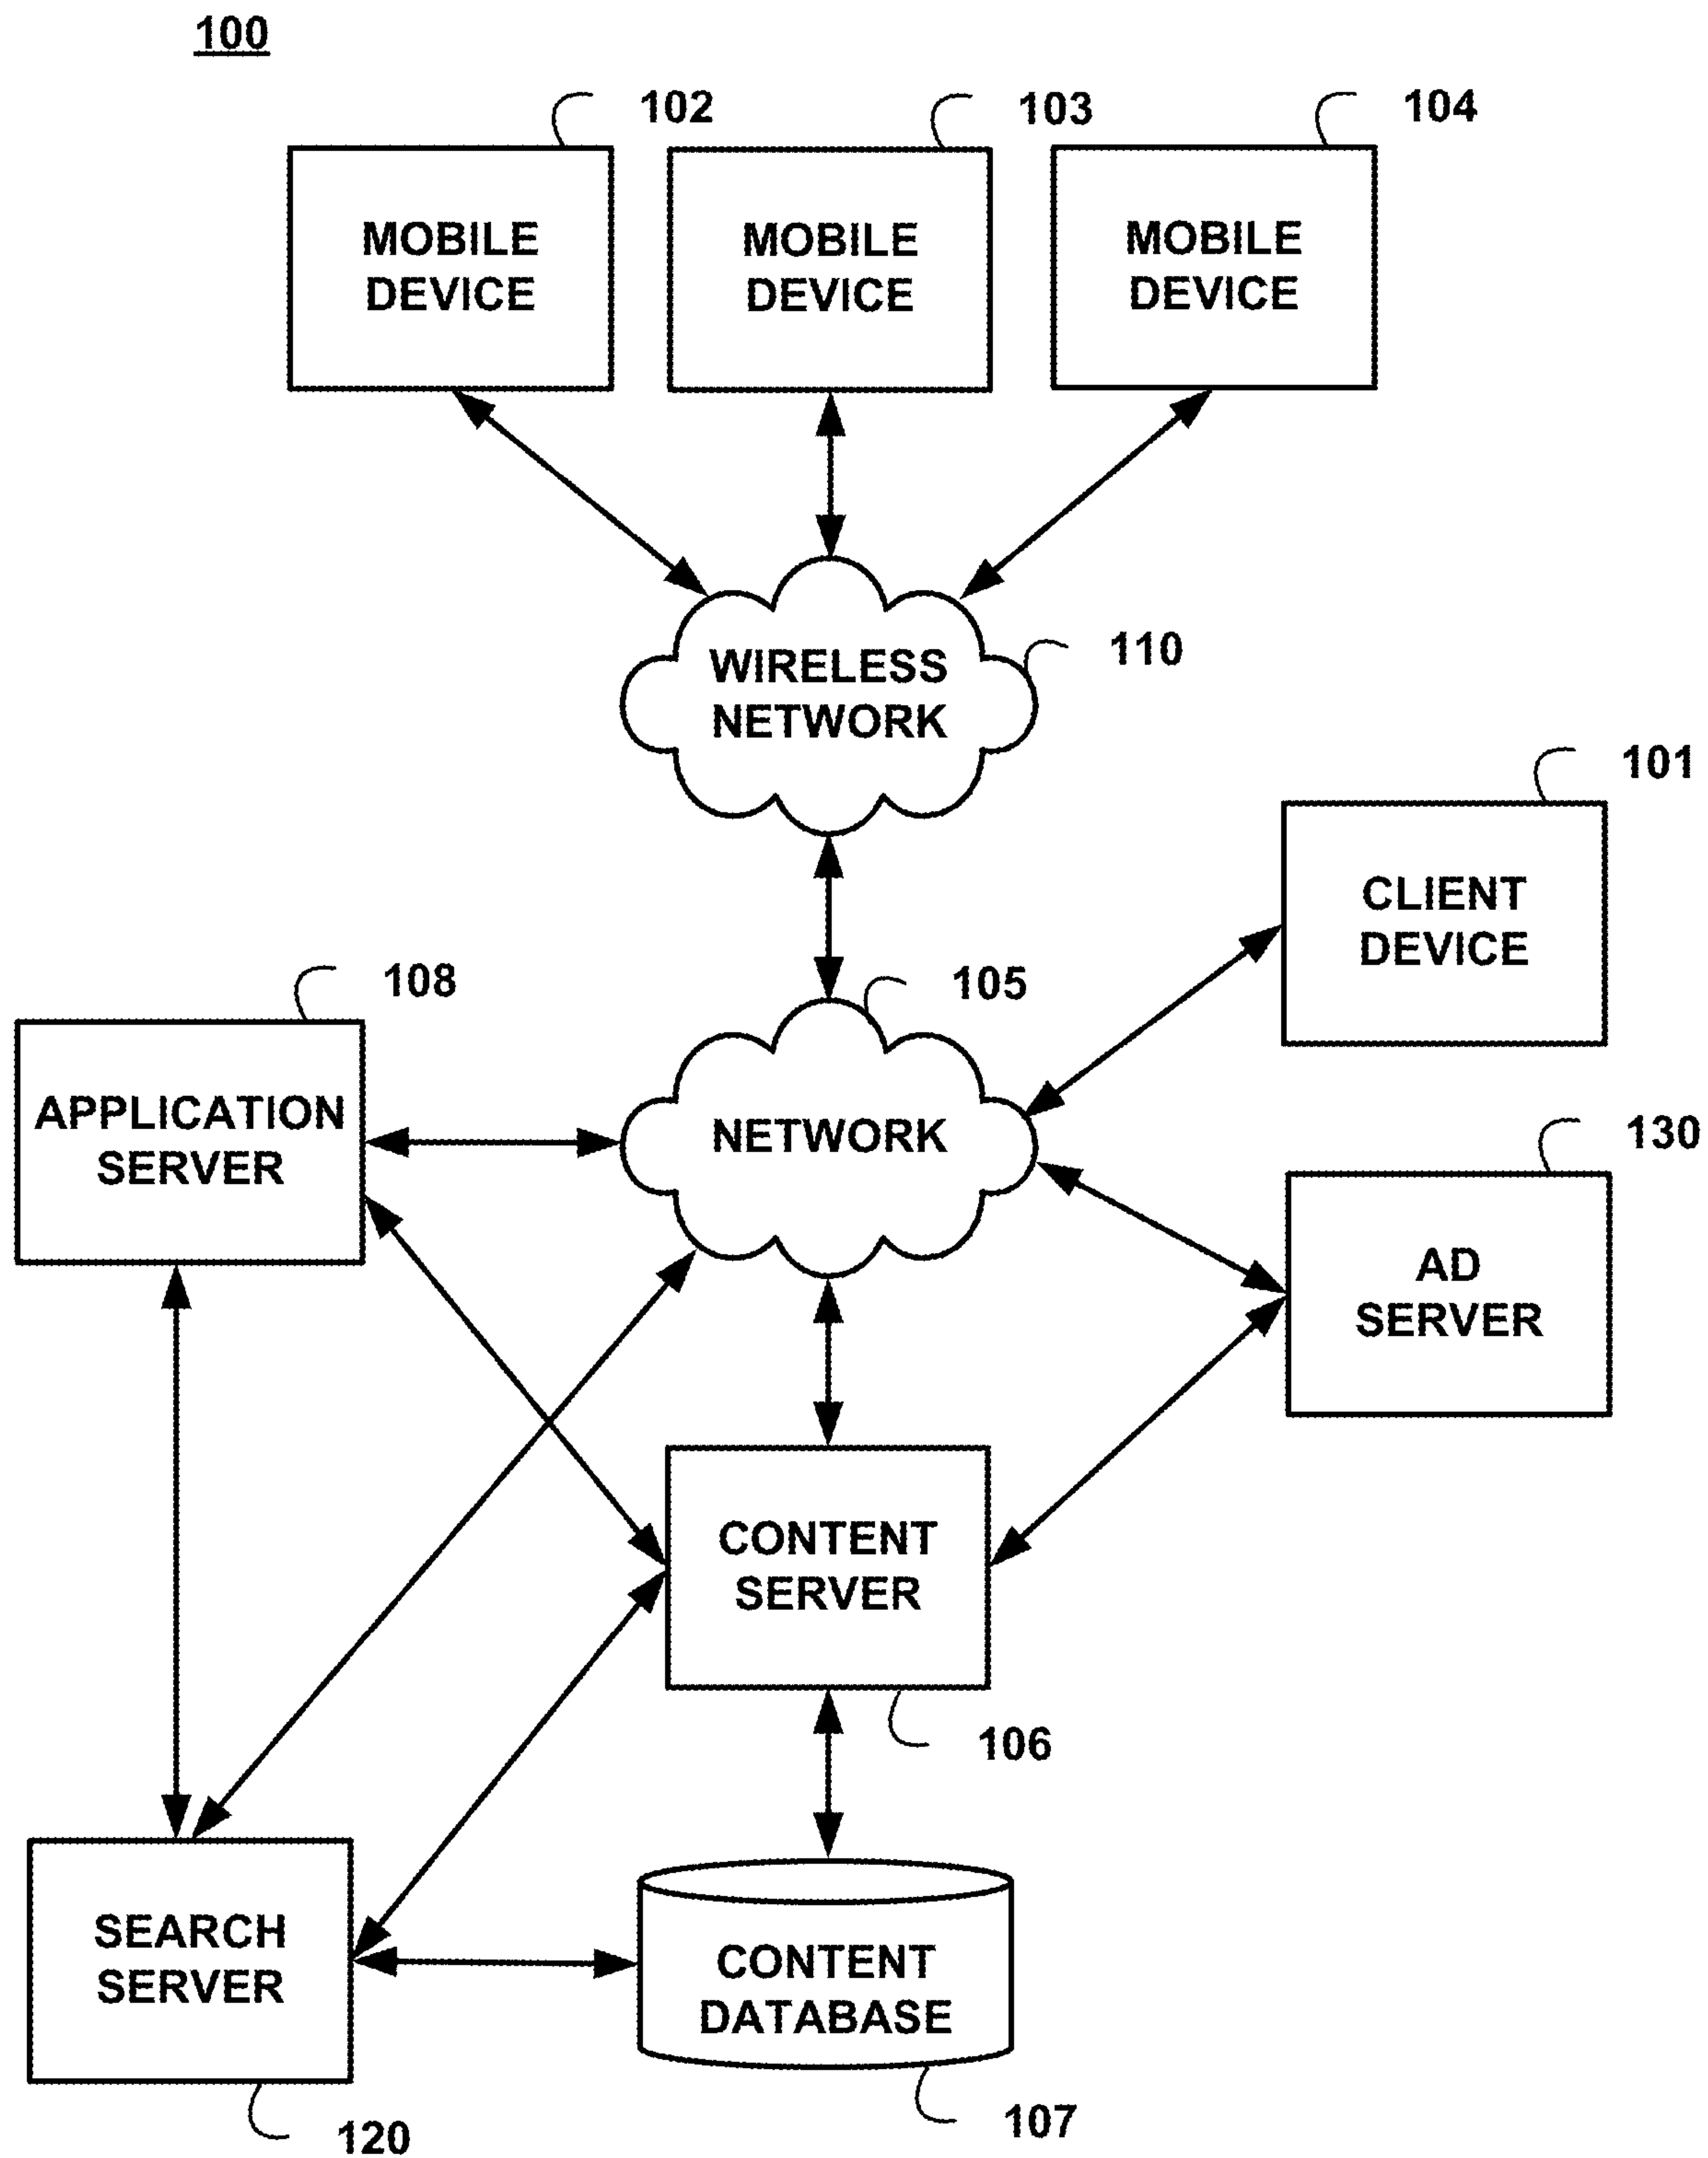 100
102
103
104
MOBILE
DEVICE
MOBILE
DEVICE
MOBILE
DEVICE
WIRELESS
NETWORK
110
101
CLIENT
DEVICE
108
105
APPLICATION
SERVER
NETWORK
130
AD
SERVER
CONTENT
SERVER
106
SEARCH
SERVER
CONTENT
DATABASE
107
120